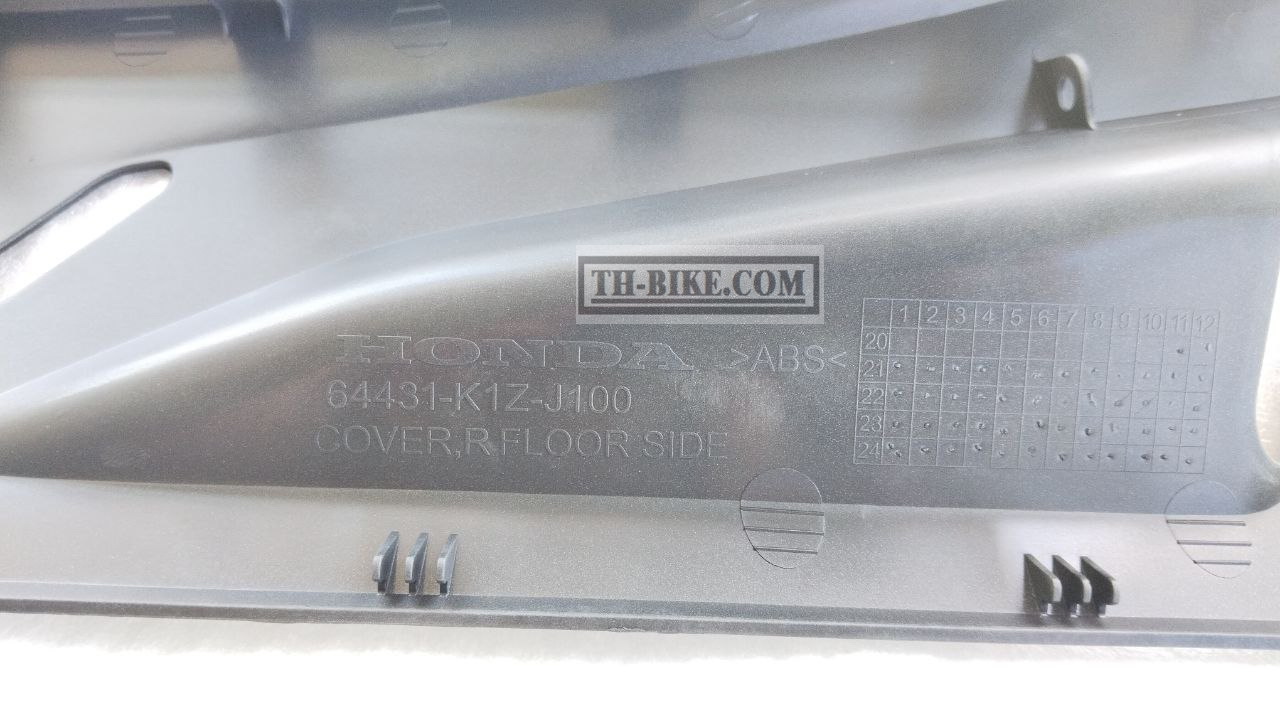 TH-BIKE.COM
HONDA >ABS<
64431-K1Z-J100
COVER,R FLOOR SIDE
1 2 3 4 5 6 7 8 9 10 11 12
20
21
22
23
24